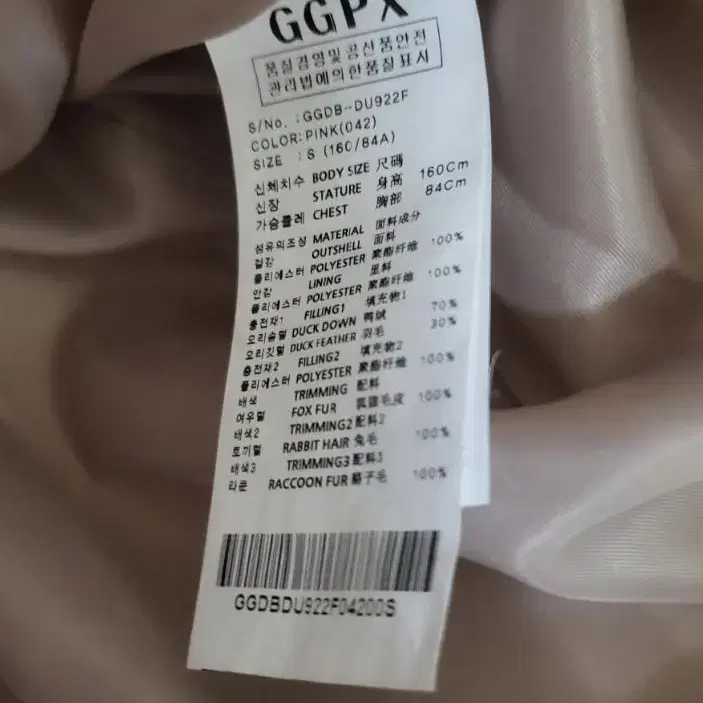 GGPX
품질경영및공산품안전
관리법에의한품질표시
S/No. :GGDB-DU922F
COLOR:PINK(042)
SIZE :S (160/84A)
신체치수 BODY SIZE 尺碼
신장 STATURE 身高 160Cm
가슴둘레 CHEST 胸部 84Cm
섬유의조성 MATERIAL 面料成分
겉감 OUTSHELL 面料
폴리에스터 POLYESTER 聚酯纤维 100%
안감 LINING 里料
폴리에스터 POLYESTER 聚酯纤维 100%
충전재1 FILLING1 填充物1
오리솜털 DUCK DOWN 鸭绒 70%
오리깃털 DUCK FEATHER 羽毛 30%
충전재2 FILLING2 填充物2
폴리에스터 POLYESTER 聚酯纤维 100%
배색 TRIMMING 配料
여우털 FOX FUR 毛皮 100%
배색2 TRIMMING2 配料2
토끼털 RABBIT HAIR 兔毛 100%
배색3 TRIMMING3 配料3
라쿤 RACCOON FUR 子毛 100%
GGDBDU922F04200S